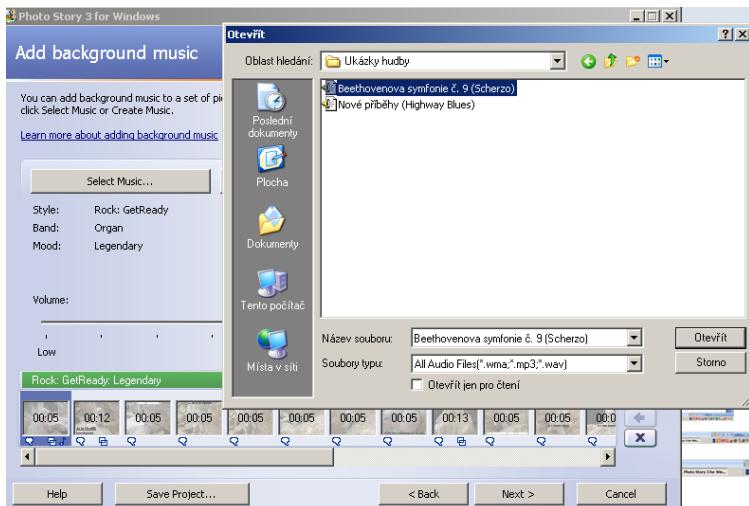 Photo Story 3 for Windows
Add background music
You can add background music to a set of pi
click Select Music or Create Music.
Learn more about adding background music
Select Music...
Style: Rock: GetReady
Band: Organ
Mood: Legendary
Volume:
Low
Rock: GetReady: Legendary
Otevřít
Oblast hledání: Ukázky hudby
Beethovenova symfonie č. 9 (Scherzo)
Nové příběhy (Highway Blues)
Poslední
dokumenty
Plocha
Dokumenty
Tento počítač
Místa v síti
Název souboru: Beethovenova symfonie č. 9 (Scherzo) Otevřít
Soubory typu: All Audio Files(*.wma;*.mp3;*.wav) Storno
Otevřít jen pro čtení
00:05 00:12 00:05 00:05 00:05 00:05 00:05 00:05 00:13 00:05 00:05 00:0
Help Save Project... < Back Next > Cancel